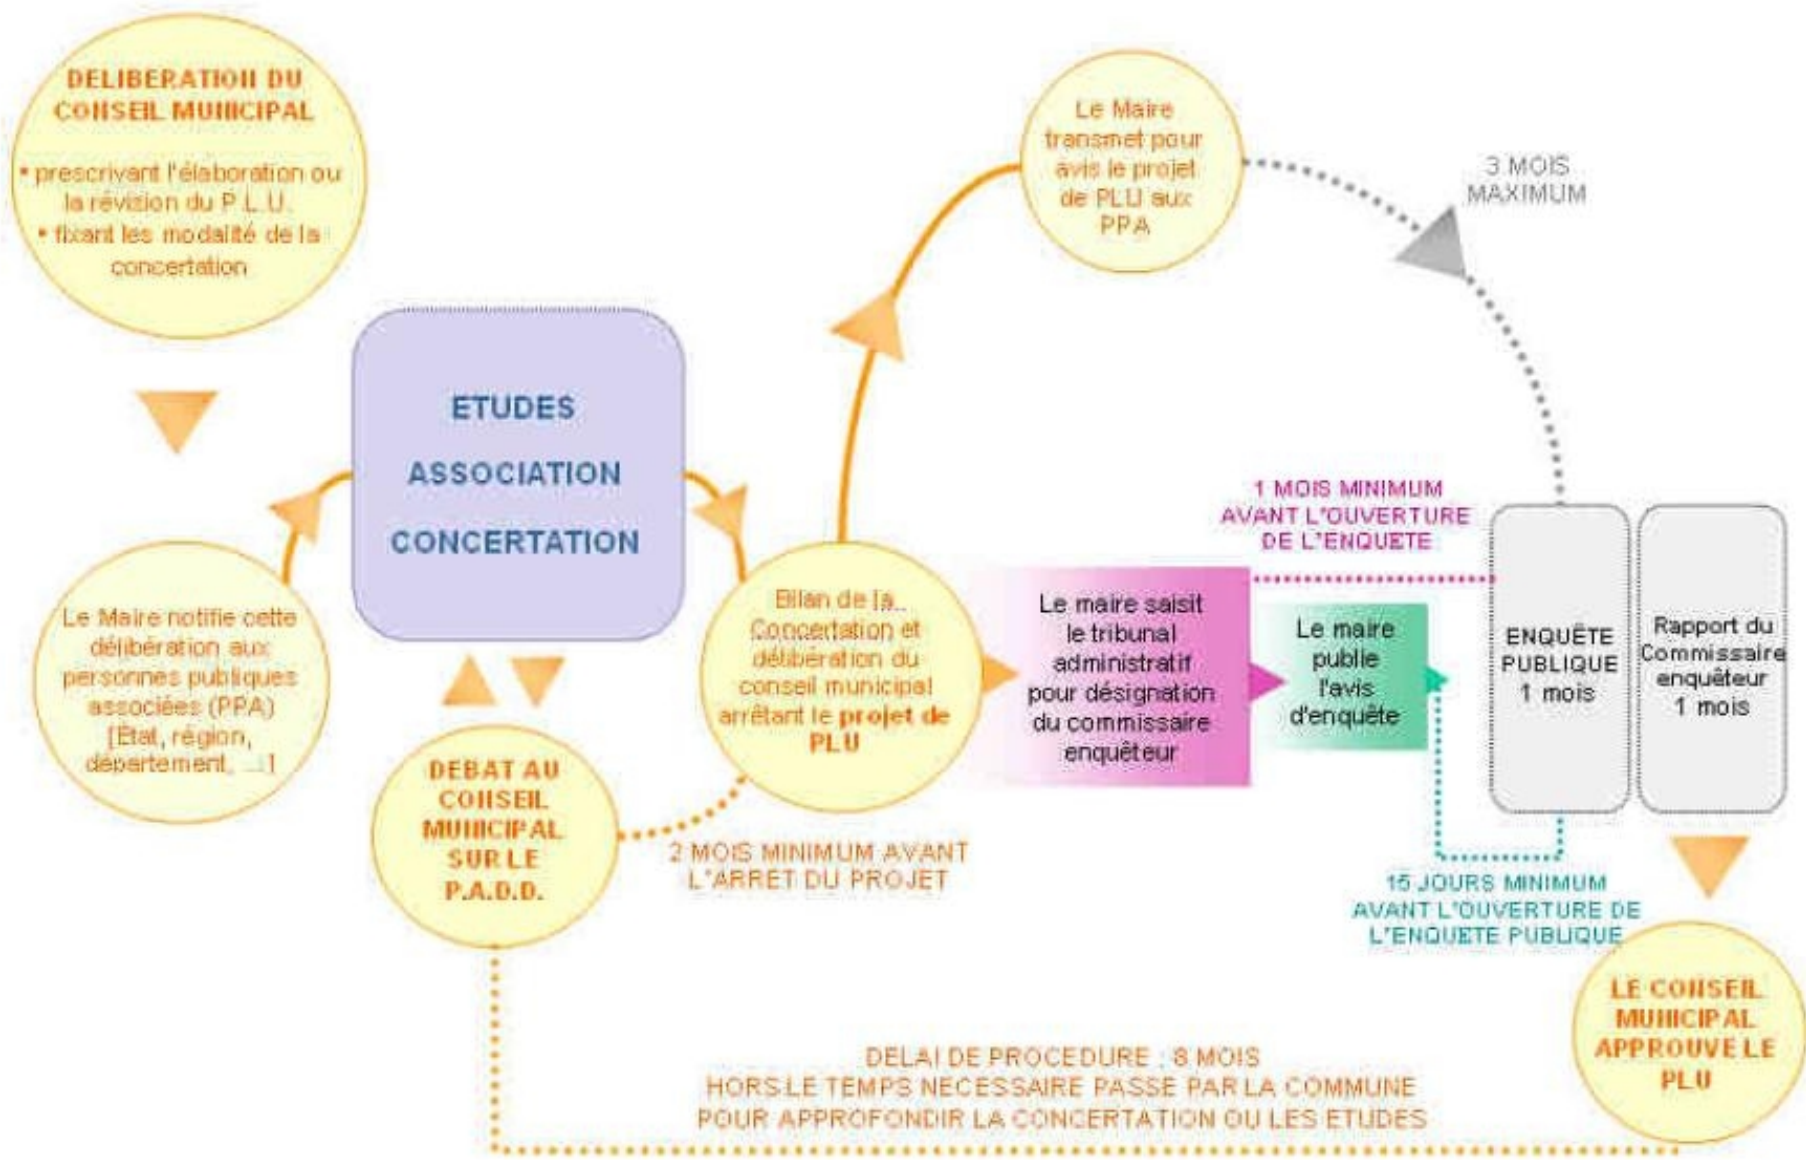 DELIBERATION DU
CONSEIL MUNICIPAL
• prescrivant l'élaboration ou
la révision du P.L.U.
• fixant les modalité de la
concertation
Le Maire notifie cette
délibération aux
personnes publiques
associées (PPA)
[État, région,
département, ...]
ETUDES
ASSOCIATION
CONCERTATION
DEBAT AU
CONSEIL
MUNICIPAL
SUR LE
P.A.D.D.
2 MOIS MINIMUM AVANT
L'ARRET DU PROJET
Bilan de la
Concertation et
délibération du
conseil municipal
arrêtant le projet de
PLU
Le Maire
transmet pour
avis le projet
de PLU aux
PPA
3 MOIS
MAXIMUM
Le maire saisit
le tribunal
administratif
pour désignation
du commissaire
enquêteur
1 MOIS MINIMUM
AVANT L'OUVERTURE
DE L'ENQUETE
Le maire
publie
l'avis
d'enquête
15 JOURS MINIMUM
AVANT L'OUVERTURE DE
L'ENQUETE PUBLIQUE
ENQUÊTE
PUBLIQUE
1 mois
Rapport du
Commissaire
enquêteur
1 mois
LE CONSEIL
MUNICIPAL
APPROUVE LE
PLU
DELAI DE PROCEDURE : 8 MOIS
HORS LE TEMPS NECESSAIRE PASSE PAR LA COMMUNE
POUR APPROFONDIR LA CONCERTATION OU LES ETUDES